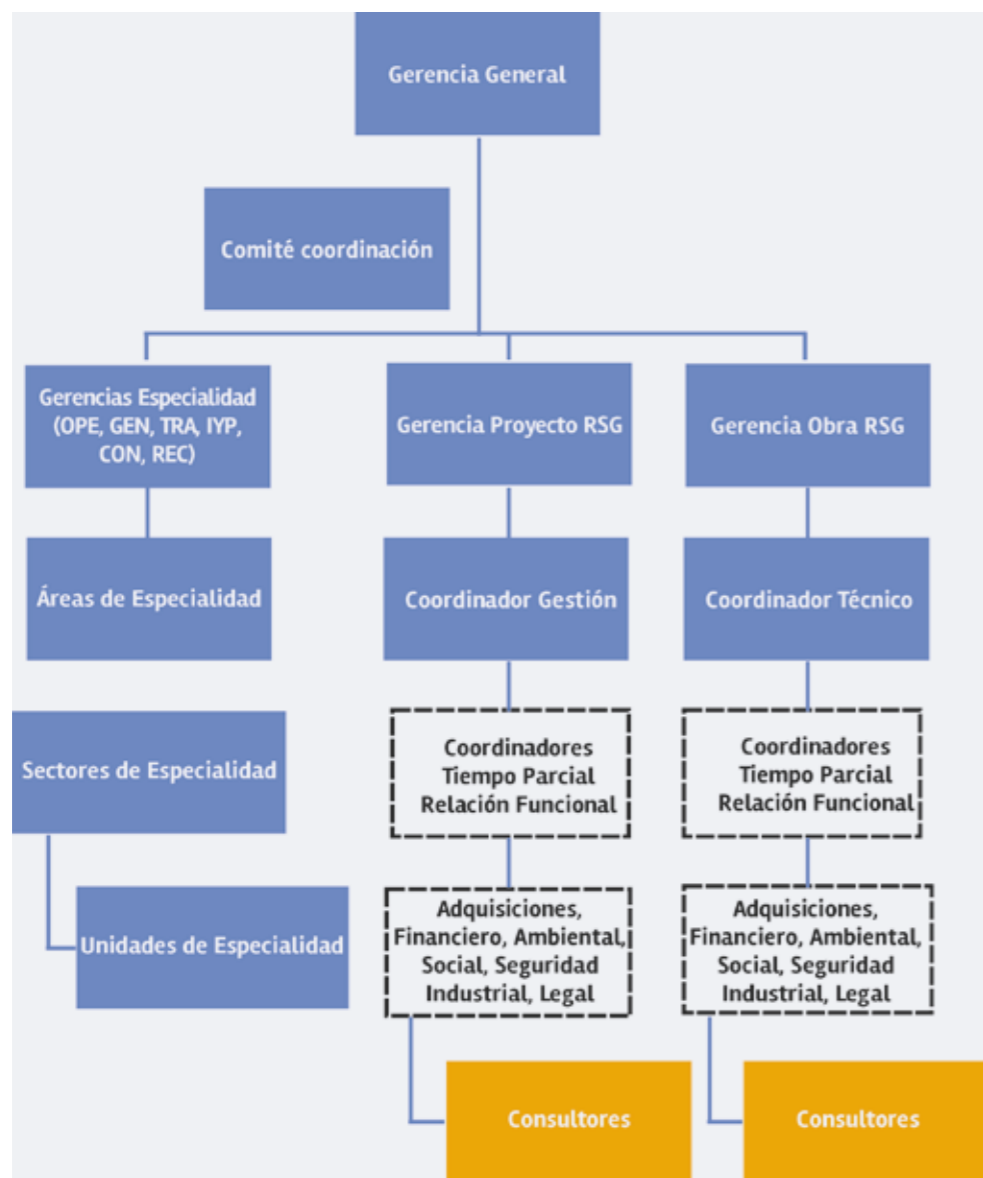 Gerencia General
Comité coordinación
Gerencias Especialidad
(OPE, GEN, TRA, IYP,
CON, REC)
Gerencia Proyecto RSG
Gerencia Obra RSG
Áreas de Especialidad
Coordinador Gestión
Coordinador Técnico
Sectores de Especialidad
Coordinadores
Tiempo Parcial
Relación Funcional
Coordinadores
Tiempo Parcial
Relación Funcional
Unidades de Especialidad
Adquisiciones,
Financiero, Ambiental,
Social, Seguridad
Industrial, Legal
Adquisiciones,
Financiero, Ambiental,
Social, Seguridad
Industrial, Legal
Consultores
Consultores